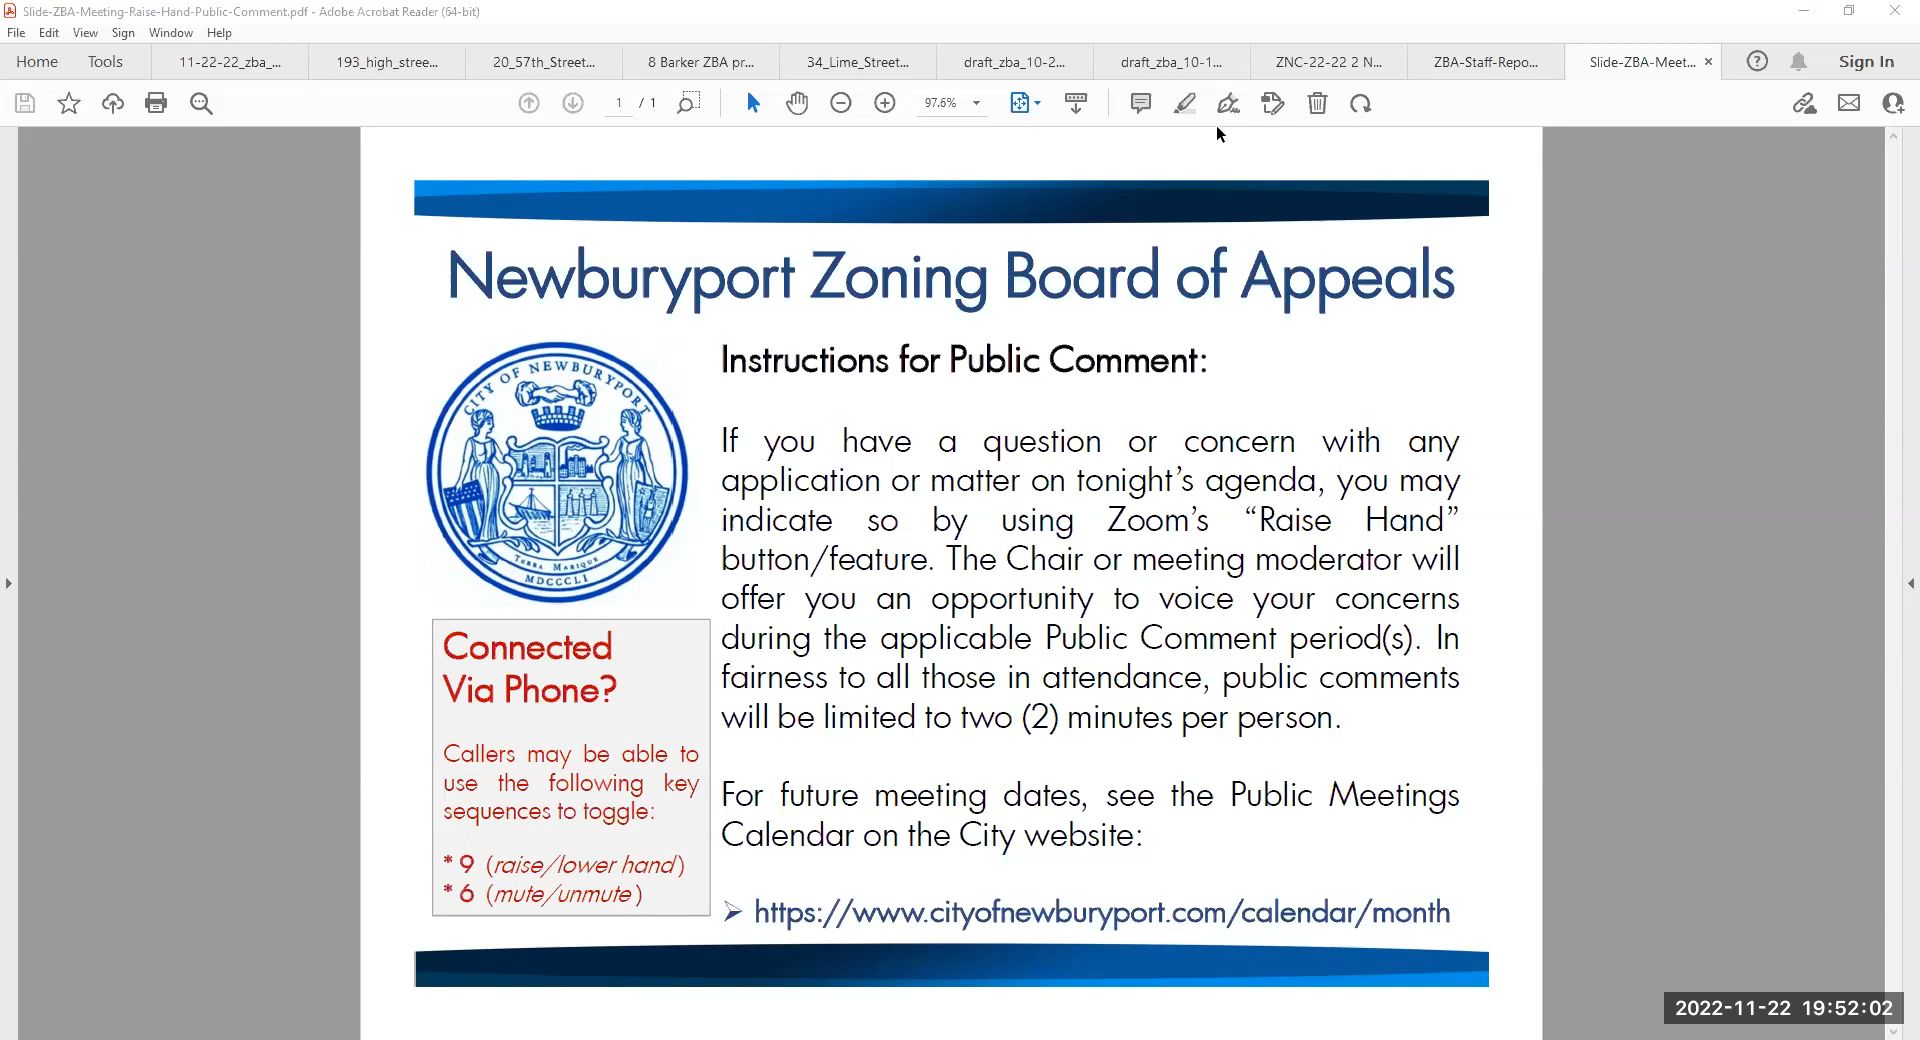 Slide-ZBA-Meeting-Raise-Hand-Public-Comment.pdf - Adobe Acrobat Reader (64-bit)
File Edit View Sign Window Help
Home Tools 11-22-22_zba_... 193_high_stree... 20_57th_Street... 8 Barker ZBA pr... 34_Lime_Street... draft_zba_10-2... draft_zba_10-1... ZNC-22-22 2 N... ZBA-Staff-Repo... Slide-ZBA-Meet... × Sign In
1 / 1 97.6%
Newburyport Zoning Board of Appeals
CITY OF NEWBURYPORT
TERRA MARIQUE
MDCCCLI
Instructions for Public Comment:
If you have a question or concern with any
application or matter on tonight's agenda, you may
indicate so by using Zoom's “Raise Hand”
button/feature. The Chair or meeting moderator will
offer you an opportunity to voice your concerns
during the applicable Public Comment period(s). In
fairness to all those in attendance, public comments
will be limited to two (2) minutes per person.
For future meeting dates, see the Public Meetings
Calendar on the City website:
➢ https://www.cityofnewburyport.com/calendar/month
Connected
Via Phone?
Callers may be able to
use the following key
sequences to toggle:
* 9 (raise/lower hand)
* 6 (mute/unmute)
2022-11-22 19:52:02